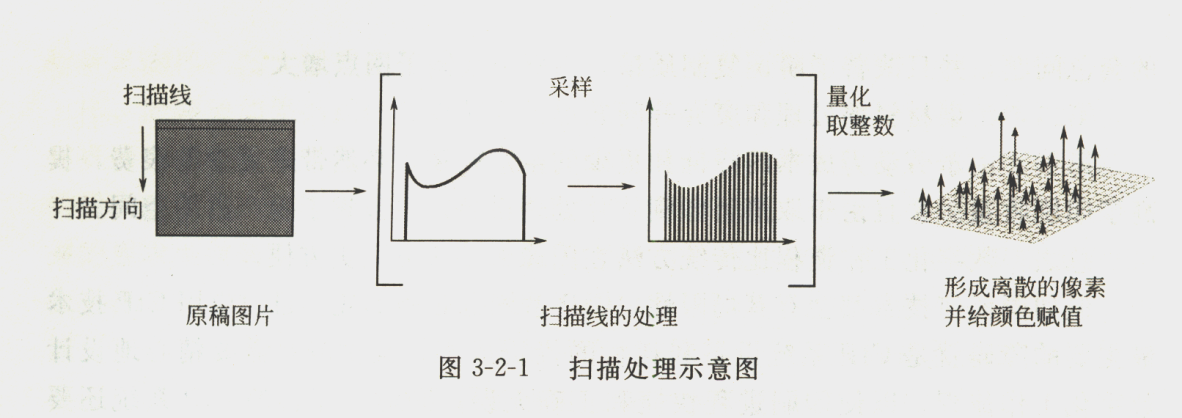 扫描线
扫描方向
原稿图片
采样
扫描线的处理
量化
取整数
形成离散的像素
并给颜色赋值
图 3-2-1 扫描处理示意图